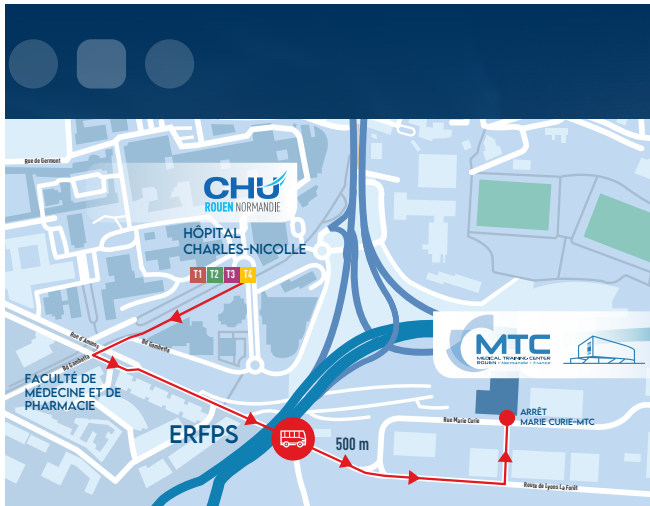 Rue de Germont
CHU
ROUEN NORMANDIE
HÔPITAL
CHARLES-NICOLLE
T1 T2 T3 T4
Rue d'Amiens
Bd Gambetta
Bd Gambetta
FACULTÉ DE
MÉDECINE ET DE
PHARMACIE
MTC
MEDICAL TRAINING CENTER
ROUEN • Normandie • France
ARRÊT
MARIE CURIE-MTC
Rue Marie Curie
ERFPS
500 m
Route de Lyons La Forêt